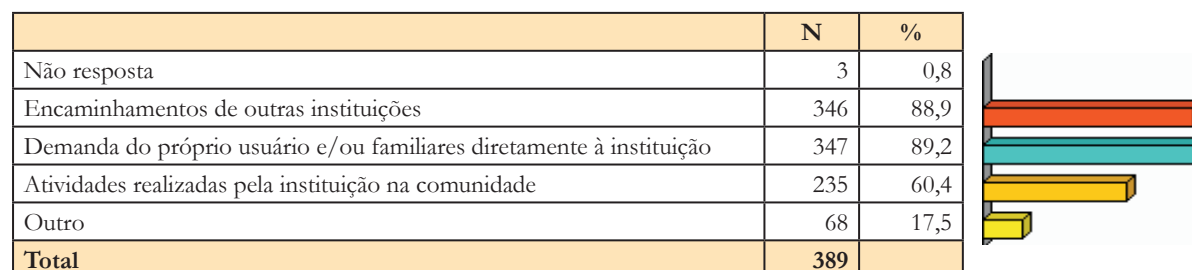 N %
Não resposta 3 0,8
Encaminhamentos de outras instituições 346 88,9
Demanda do próprio usuário e/ou familiares diretamente à instituição 347 89,2
Atividades realizadas pela instituição na comunidade 235 60,4
Outro 68 17,5
Total 389